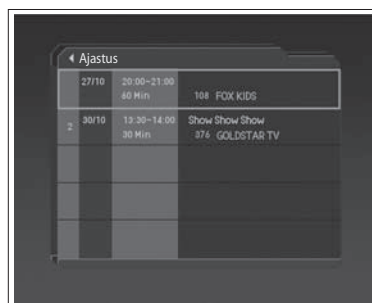 Ajastus
27/10 20:00~21:00
60 Min 108 FOX KIDS
2 30/10 13:30~14:00 Show Show Show
30 Min 376 GOLDSTAR TV